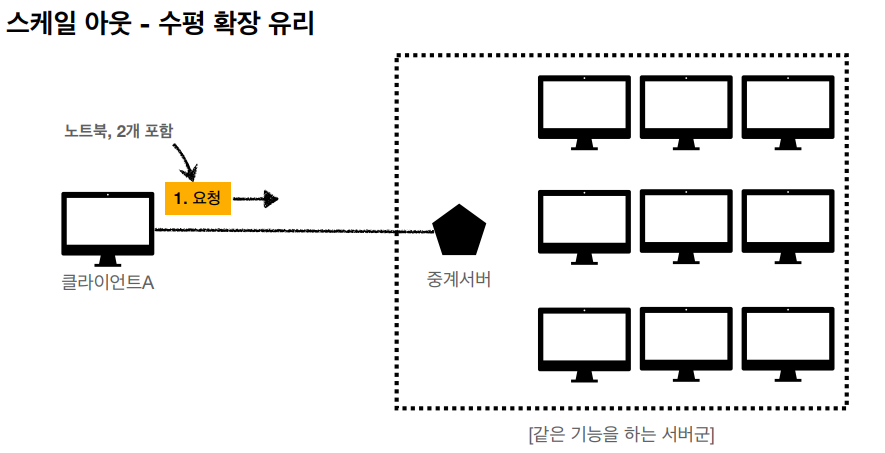 스케일 아웃 - 수평 확장 유리
노트북, 2개 포함
1. 요청
클라이언트A
중계서버
[같은 기능을 하는 서버군]